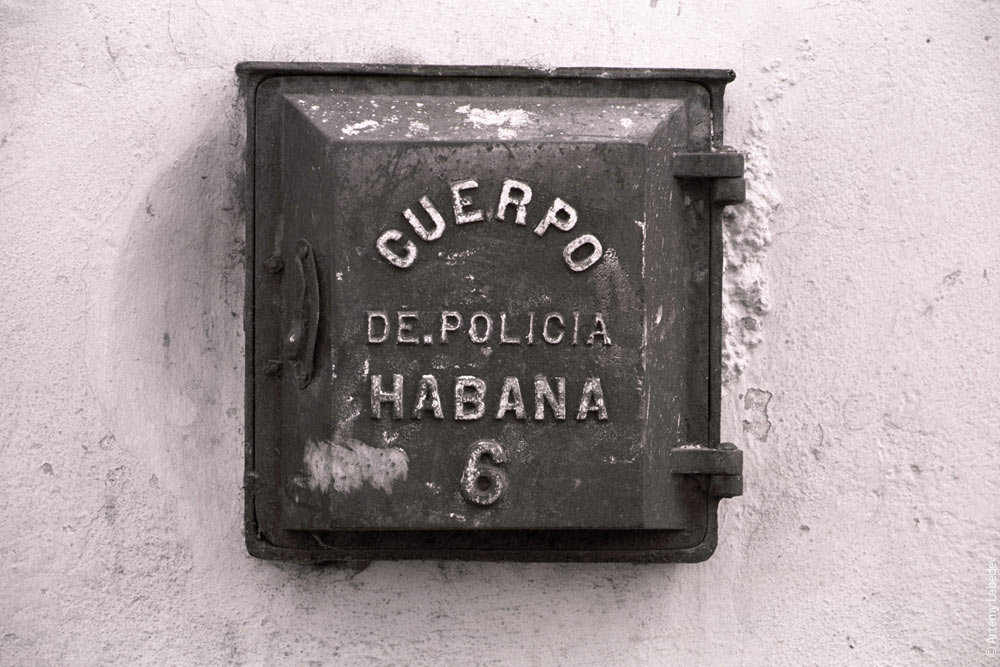 CUERPO
DE.POLICIA
HABANA
6
© Artemy Lebedev